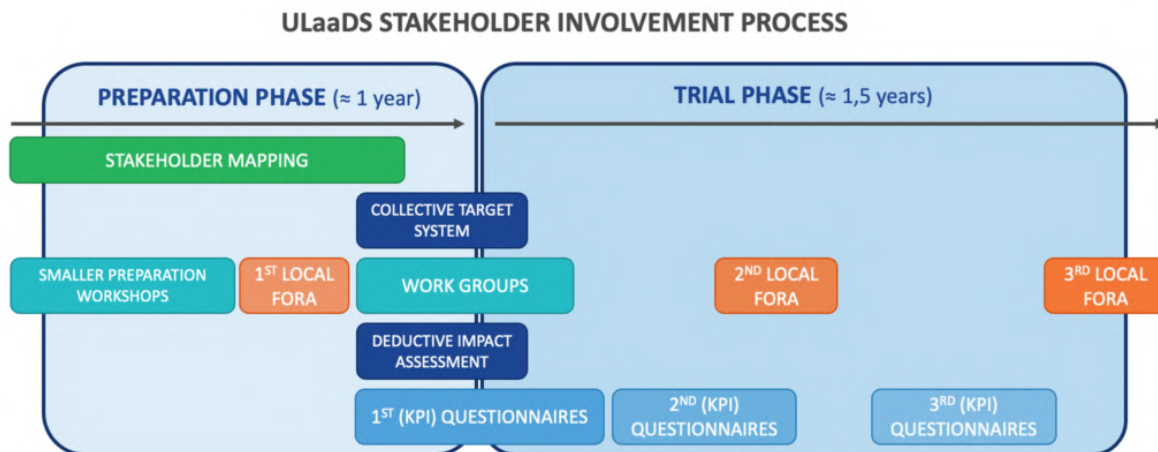 ULaaDS STAKEHOLDER INVOLVEMENT PROCESS
PREPARATION PHASE (≈ 1 year)
TRIAL PHASE (≈ 1,5 years)
STAKEHOLDER MAPPING
COLLECTIVE TARGET
SYSTEM
SMALLER PREPARATION
WORKSHOPS
1ST LOCAL
FORA
WORK GROUPS
2ND LOCAL
FORA
3RD LOCAL
FORA
DEDUCTIVE IMPACT
ASSESSMENT
1ST (KPI) QUESTIONNAIRES
2ND (KPI)
QUESTIONNAIRES
3RD (KPI)
QUESTIONNAIRES